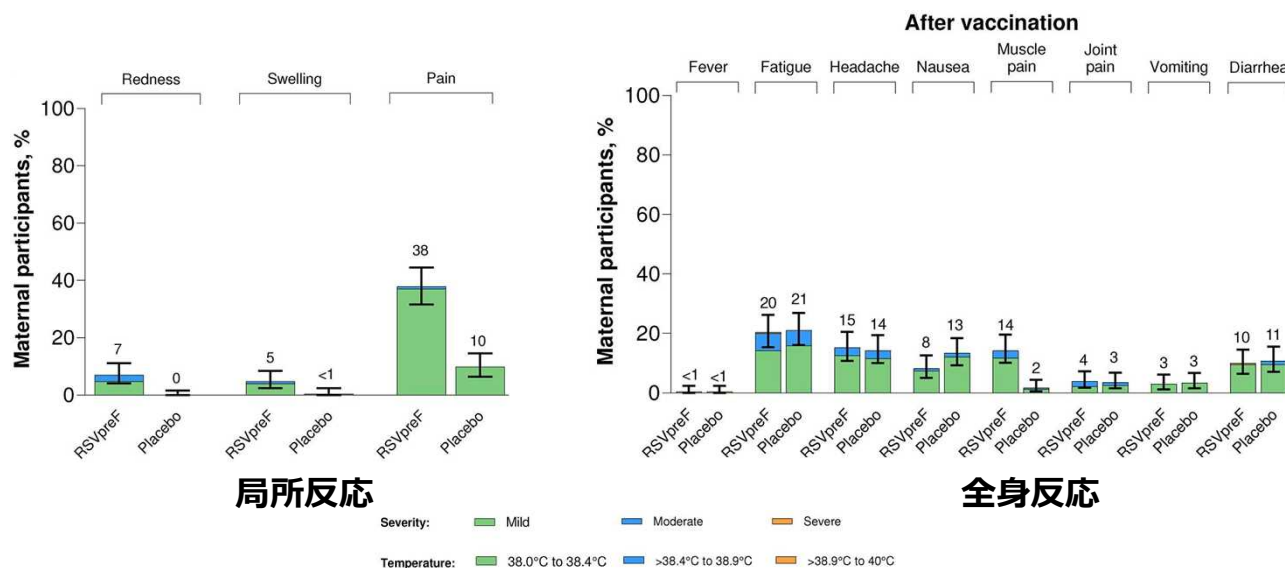 After vaccination
Redness Swelling Pain
Fever Fatigue Headache Nausea Muscle pain Joint pain Vomiting Diarrhea
Maternal participants, %
100
80
60
40
20
0
7 0 5 <1 38 10
RSVpreF Placebo RSVpreF Placebo RSVpreF Placebo
局所反応
Maternal participants, %
100
80
60
40
20
0
<1 <1 20 21 15 14 8 13 14 2 4 3 3 3 10 11
RSVpreF Placebo RSVpreF Placebo RSVpreF Placebo RSVpreF Placebo RSVpreF Placebo RSVpreF Placebo RSVpreF Placebo RSVpreF Placebo
全身反応
Severity: Mild Moderate Severe
Temperature: 38.0°C to 38.4°C >38.4°C to 38.9°C >38.9°C to 40°C